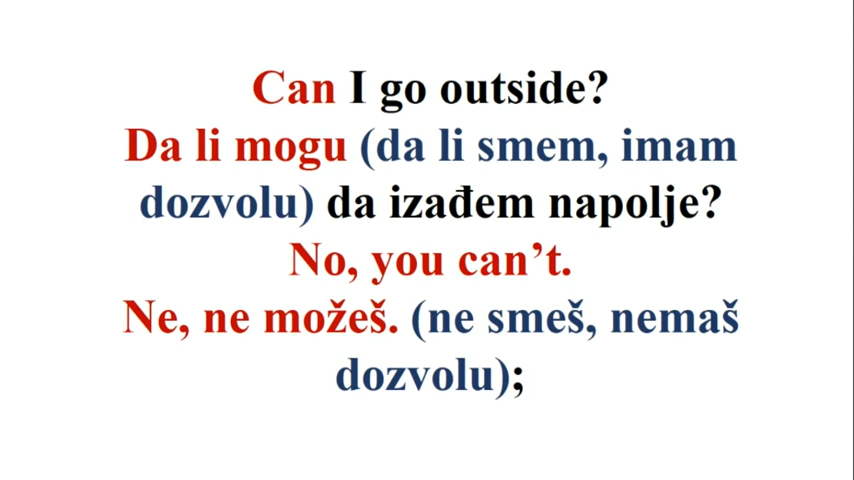 Can I go outside?
Da li mogu (da li smem, imam
dozvolu) da izađem napolje?
No, you can’t.
Ne, ne možeš. (ne smeš, nemaš
dozvolu);